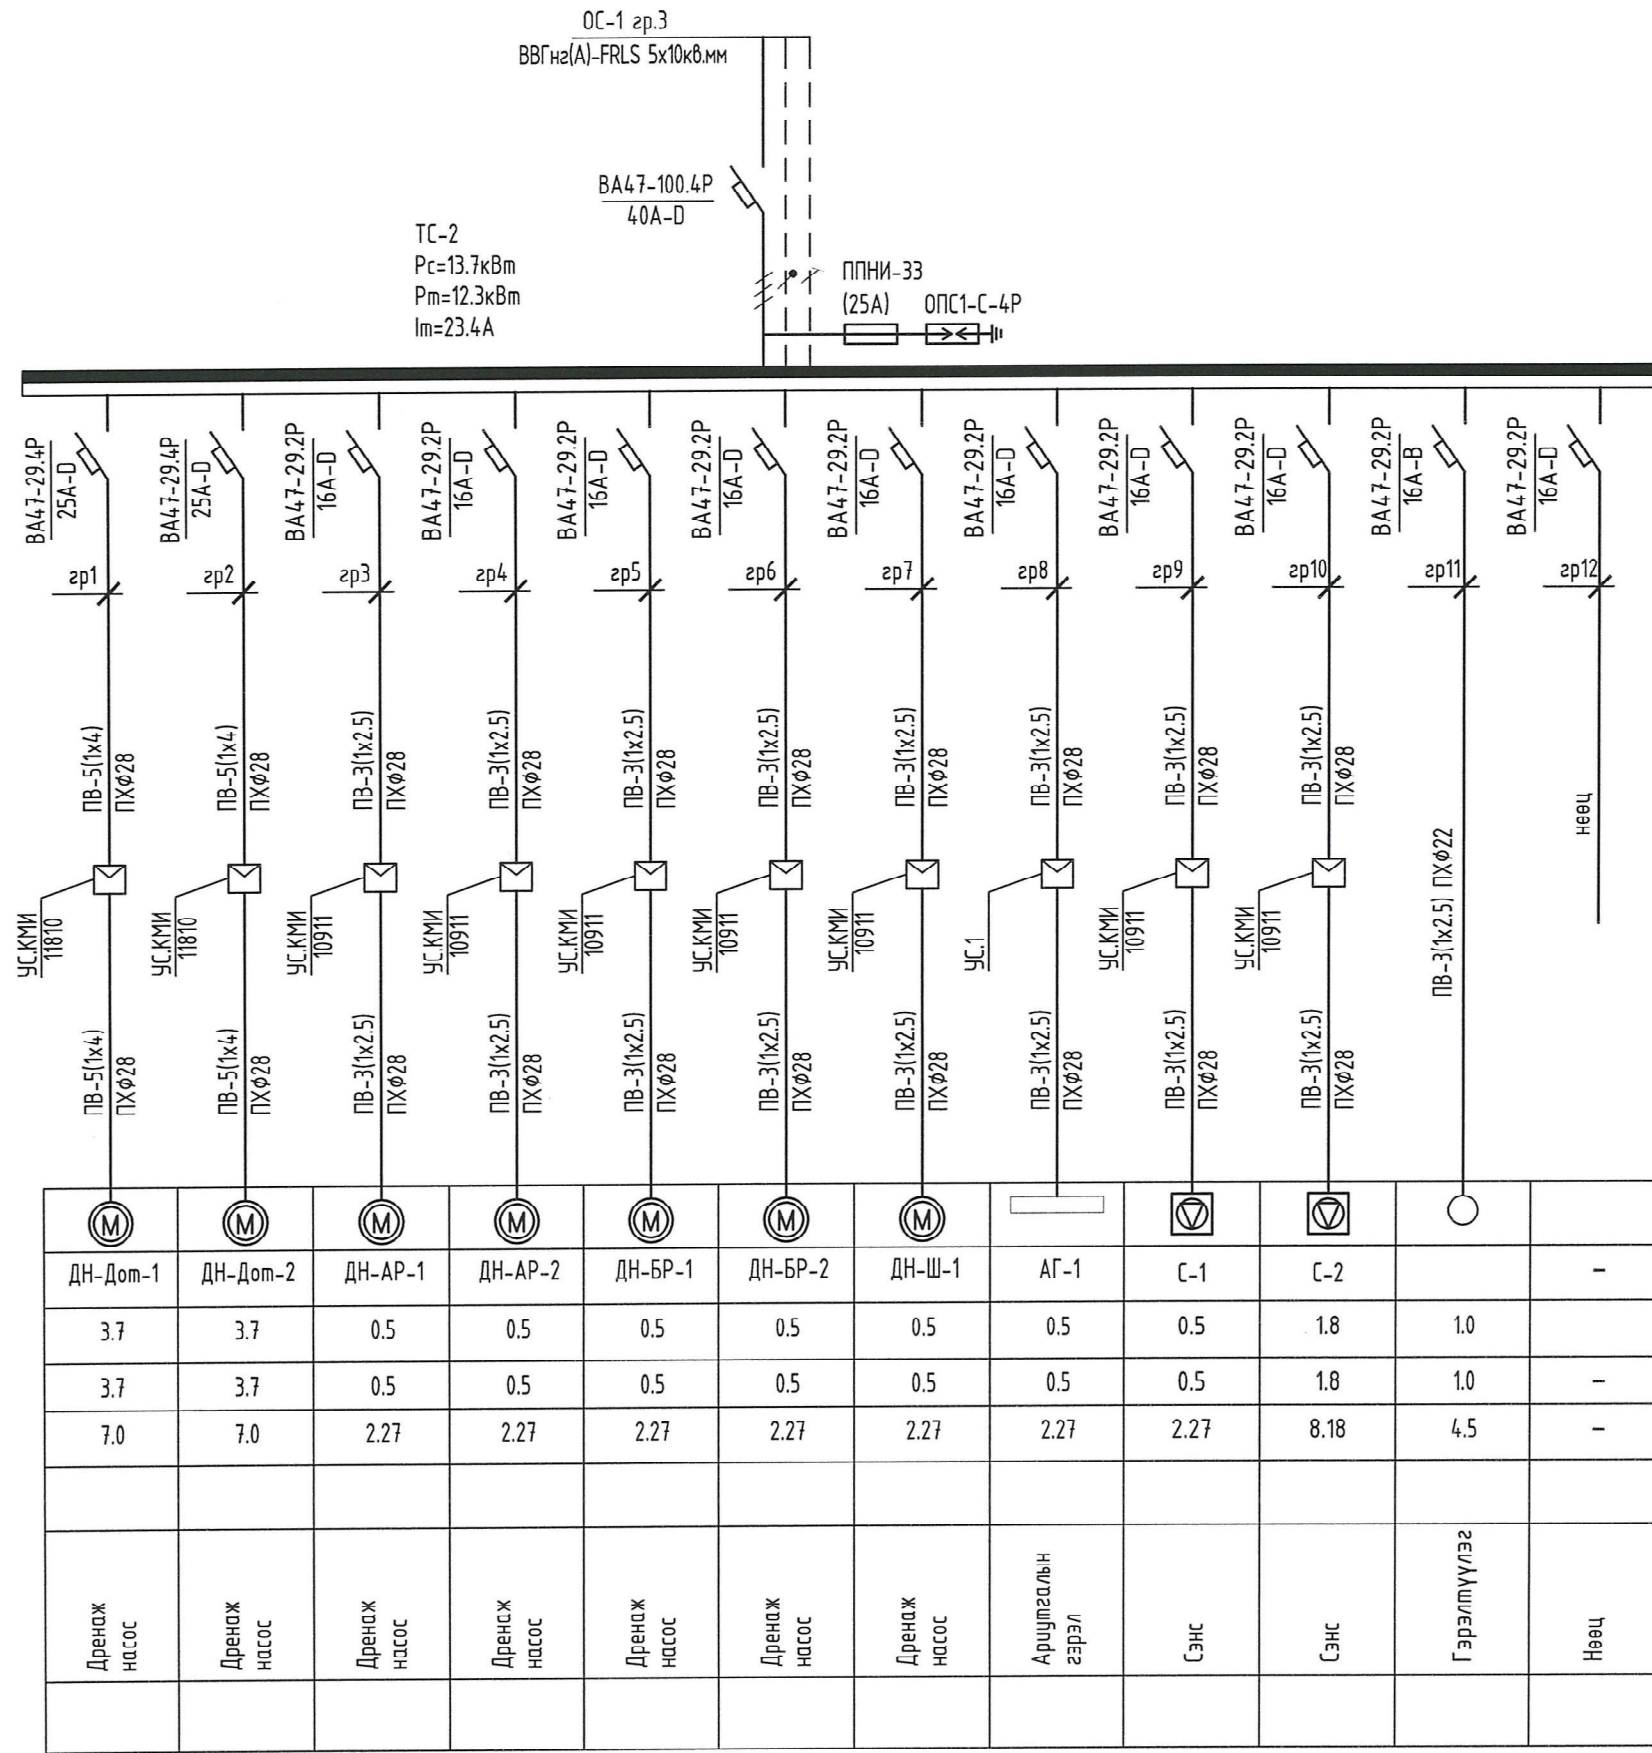 ОС-1 гр.3
ВВГнг(А)-FRLS 5х10кв.мм
ВА47-100.4Р
40А-D
ТС-2
Рс=13.7кВт
Рт=12.3кВт
Iт=23.4А
ППНИ-33
(25А)
ОПС1-С-4Р
ВА47-29.4Р
25А-D
ВА47-29.4Р
25А-D
ВА47-29.2Р
16А-D
ВА47-29.2Р
16А-D
ВА47-29.2Р
16А-D
ВА47-29.2Р
16А-D
ВА47-29.2Р
16А-D
ВА47-29.2Р
16А-D
ВА47-29.2Р
16А-D
ВА47-29.2Р
16А-D
ВА47-29.2Р
16А-В
ВА47-29.2Р
16А-D
гр1 гр2 гр3 гр4 гр5 гр6 гр7 гр8 гр9 гр10 гр11 гр12
ПВ-5(1х4)
ПХф28
ПВ-5(1х4)
ПХф28
ПВ-3(1х2.5)
ПХф28
ПВ-3(1х2.5)
ПХф28
ПВ-3(1х2.5)
ПХф28
ПВ-3(1х2.5)
ПХф28
ПВ-3(1х2.5)
ПХф28
ПВ-3(1х2.5)
ПХф28
ПВ-3(1х2.5)
ПХф28
ПВ-3(1х2.5)
ПХф28
ПВ-3(1х2.5) ПХф22
нөөц
УС.КМИ
11810
УС.КМИ
11810
УС.КМИ
10911
УС.КМИ
10911
УС.КМИ
10911
УС.КМИ
10911
УС.КМИ
10911
УС.1
УС.КМИ
10911
УС.КМИ
10911
ПВ-5(1х4)
ПХф28
ПВ-5(1х4)
ПХф28
ПВ-3(1х2.5)
ПХф28
ПВ-3(1х2.5)
ПХф28
ПВ-3(1х2.5)
ПХф28
ПВ-3(1х2.5)
ПХф28
ПВ-3(1х2.5)
ПХф28
ПВ-3(1х2.5)
ПХф28
ПВ-3(1х2.5)
ПХф28
ПВ-3(1х2.5)
ПХф28
М М М М М М М
ДН-Дот-1 ДН-Дот-2 ДН-АР-1 ДН-АР-2 ДН-БР-1 ДН-БР-2 ДН-Ш-1 АГ-1 С-1 С-2 -
3.7 3.7 0.5 0.5 0.5 0.5 0.5 0.5 0.5 1.8 1.0
3.7 3.7 0.5 0.5 0.5 0.5 0.5 0.5 0.5 1.8 1.0 -
7.0 7.0 2.27 2.27 2.27 2.27 2.27 2.27 2.27 8.18 4.5 -
Дренаж
насос
Дренаж
насос
Дренаж
насос
Дренаж
насос
Дренаж
насос
Дренаж
насос
Дренаж
насос
Ариутгалын
гэрэл
Сэнс
Сэнс
Гэрэлтүүлэг
Нөөц